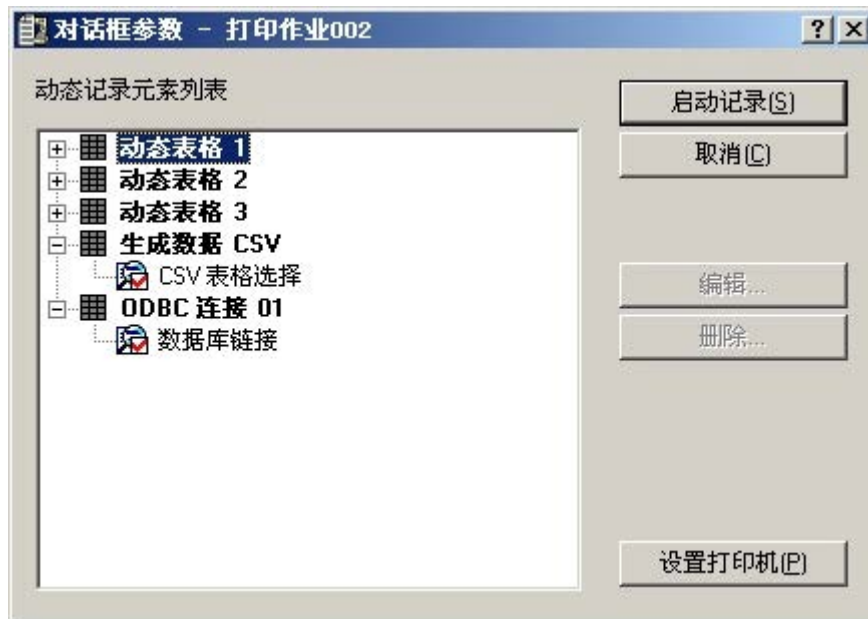 对话框参数 - 打印作业002
动态记录元素列表
启动记录(S)
取消(C)
动态表格 1
动态表格 2
动态表格 3
生成数据 CSV
CSV 表格选择
ODBC 连接 01
数据库链接
编辑...
删除...
设置打印机(P)